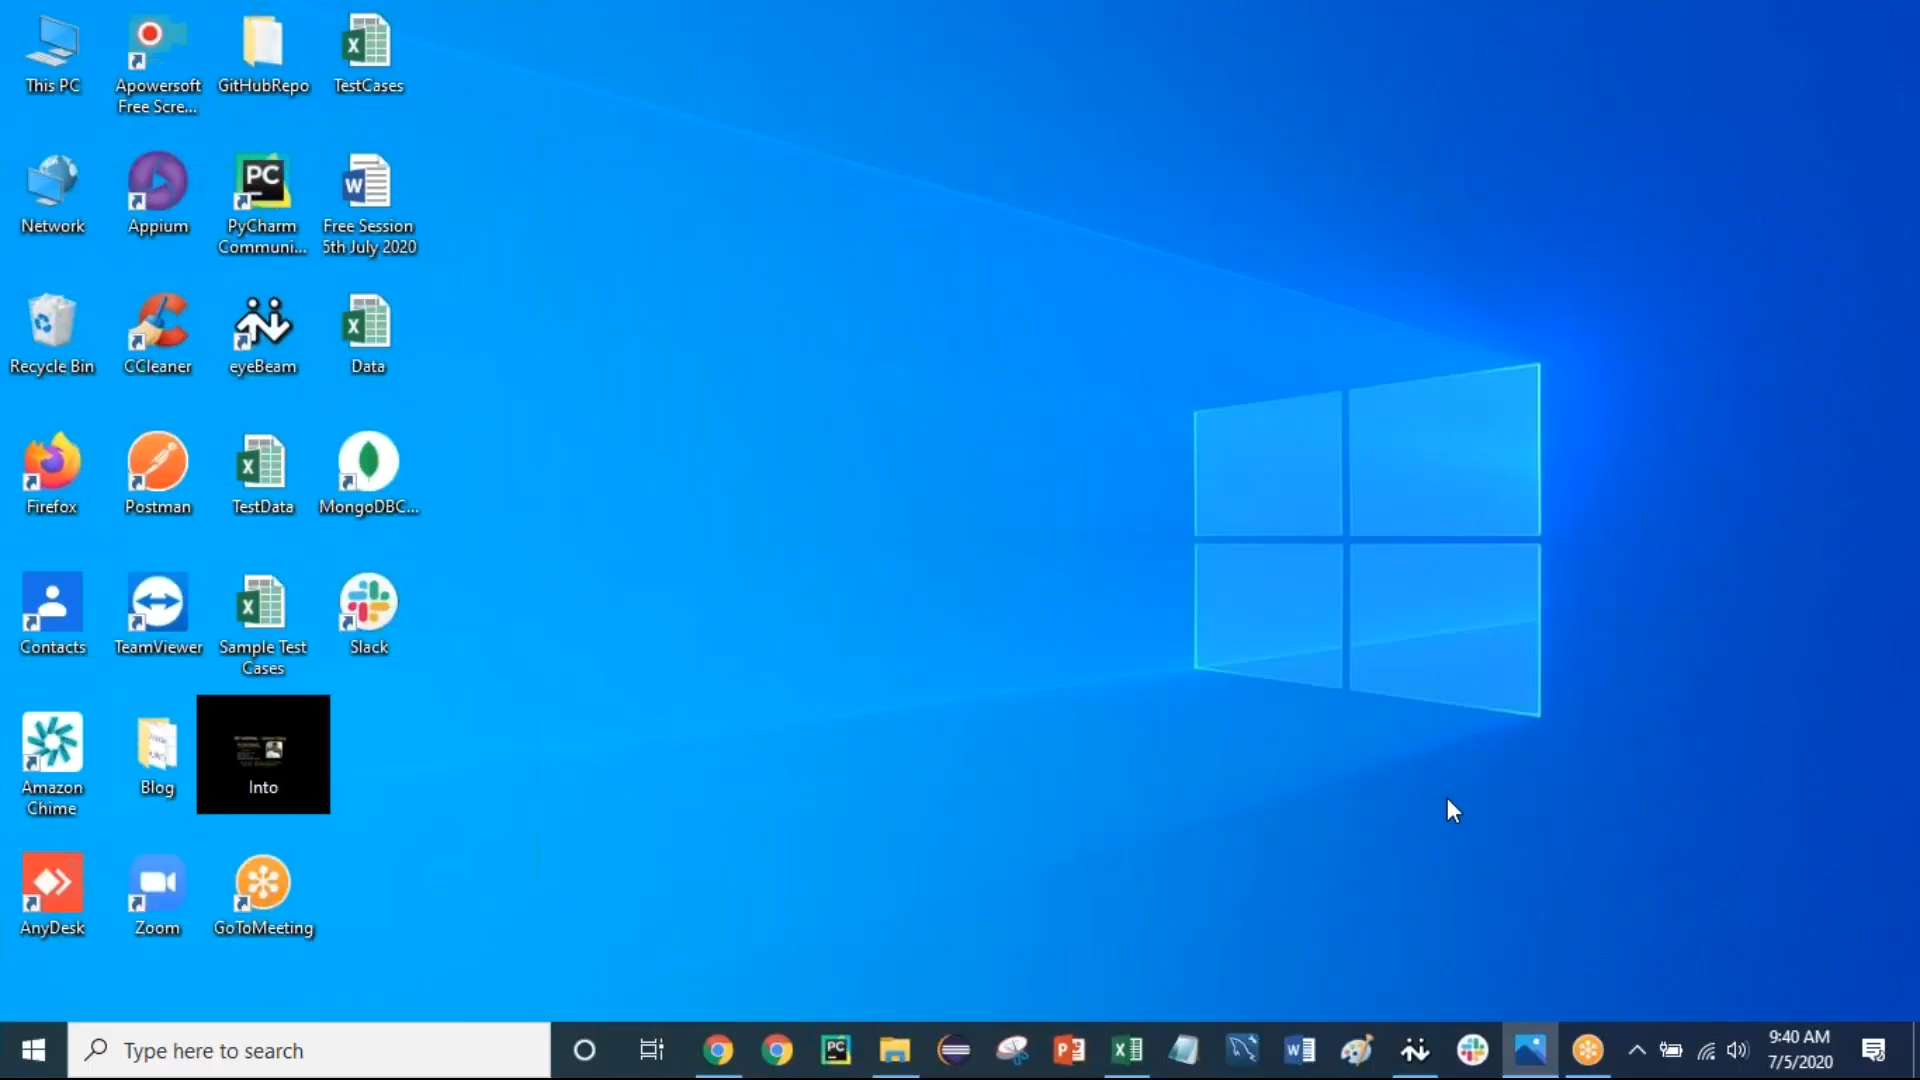 This PC
Apowersoft
Free Scre...
GitHubRepo
TestCases
Network
Appium
PC
PyCharm
Communi...
W
Free Session
5th July 2020
Recycle Bin
CCleaner
eyeBeam
X
Data
Firefox
Postman
X
TestData
MongoDBC...
Contacts
TeamViewer
X
Sample Test
Cases
Slack
Amazon
Chime
Blog
Into
AnyDesk
Zoom
GoToMeeting
Type here to search
9:40 AM
7/5/2020